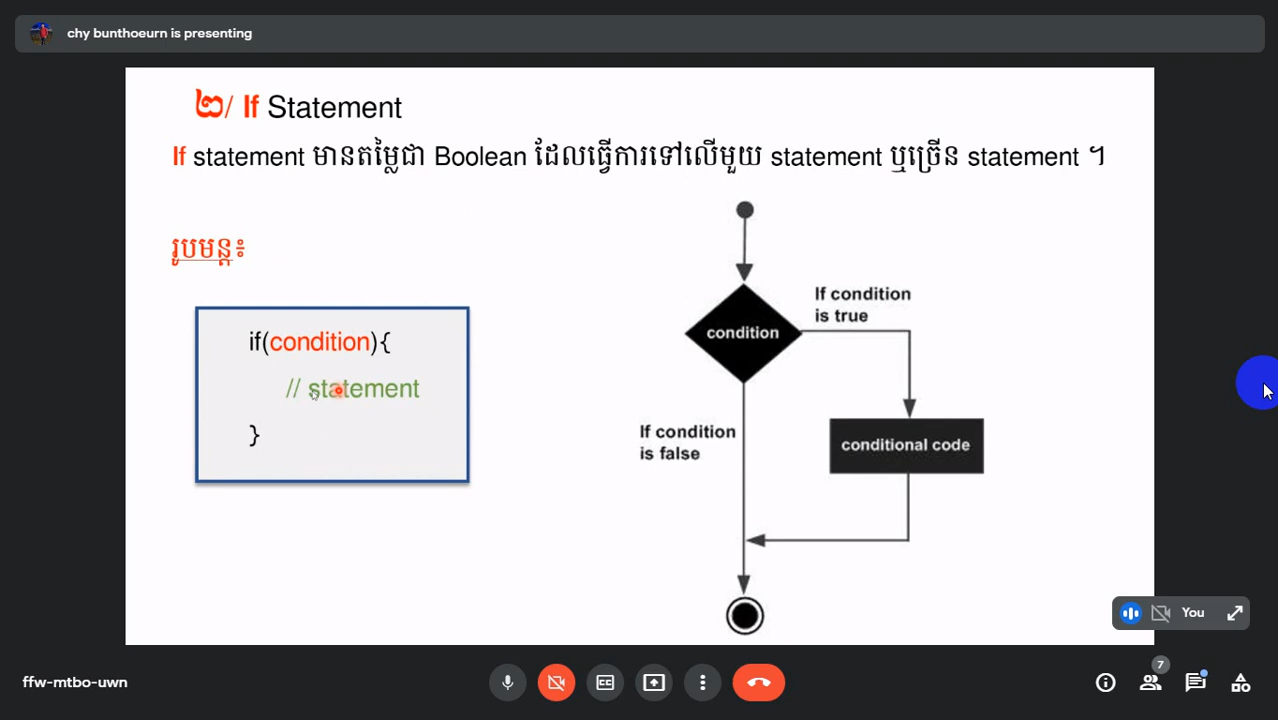 chy bunthoeurn is presenting
២/ If Statement
If statement មានតម្លៃជា Boolean ដែលធ្វើការទៅលើមួយ statement ឬច្រើន statement ។
រូបមន្ត៖
if(condition){
// statement
}
condition
If condition
is true
If condition
is false
conditional code
You
ffw-mtbo-uwn
CC
7